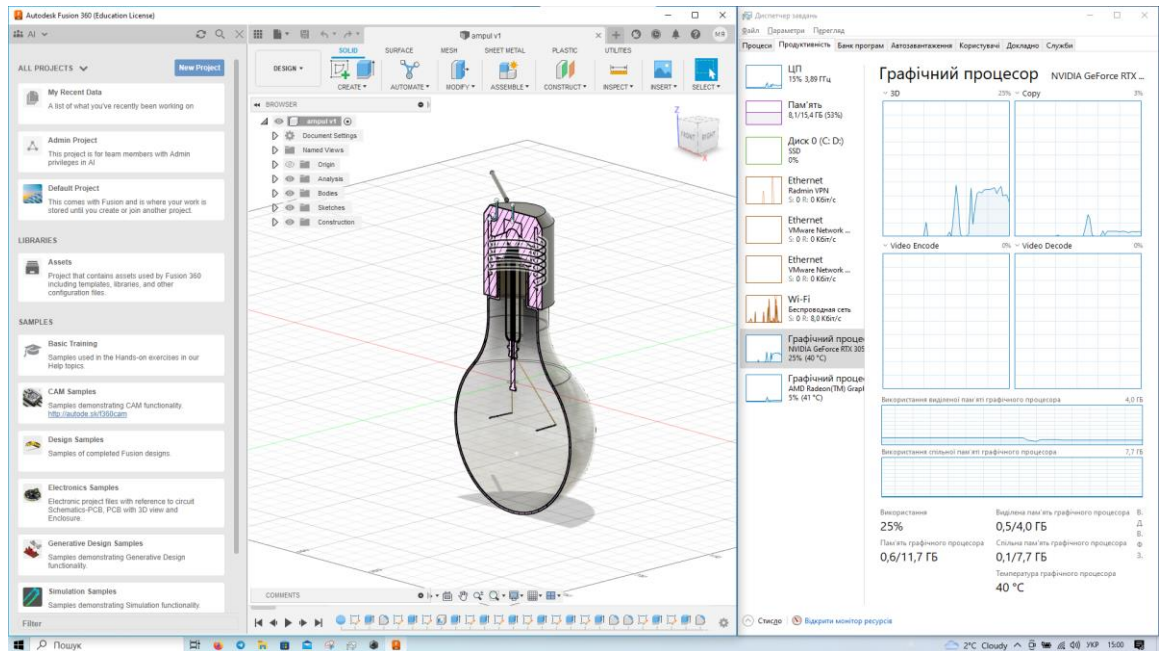 Autodesk Fusion 360 (Education License)
AI
ampul v1
ALL PROJECTS
New Project
My Recent Data
A list of what you've recently been working on
Admin Project
This project is for team members with Admin
privileges in AI
Default Project
This comes with Fusion and is where your work is
stored until you create or join another project.
LIBRARIES
Assets
Project that contains assets used by Fusion 360
including templates, libraries, and other
configuration files.
SAMPLES
Basic Training
Samples used in the Hands-on exercises in our
Help topics.
CAM Samples
Samples demonstrating CAM functionality.
http://autode.sk/f360cam
Design Samples
Samples of completed Fusion designs.
Electronics Samples
Electronic project files with reference to circuit
Schematics-PCB, PCB with 3D view and
Enclosure.
Generative Design Samples
Samples demonstrating Generative Design
functionality.
Simulation Samples
Samples demonstrating Simulation functionality.
Filter
SOLID SURFACE MESH SHEET METAL PLASTIC UTILITIES
DESIGN
CREATE AUTOMATE MODIFY ASSEMBLE CONSTRUCT INSPECT INSERT SELECT
BROWSER
ampul v1
Document Settings
Named Views
Origin
Analysis
Bodies
Sketches
Construction
Z
FRONT RIGHT
X
COMMENTS
Диспетчер завдань
Файл Параметри Перегляд
Процеси Продуктивність Банк програм Автозавантаження Користувачі Докладно Служби
ЦП
15% 3,89 ГГц
Пам'ять
8,1/15,4 ГБ (53%)
Диск 0 (C: D:)
SSD
0%
Ethernet
Radmin VPN
S: 0 R: 0 Кбіт/с
Ethernet
VMware Network ...
S: 0 R: 0 Кбіт/с
Ethernet
VMware Network ...
S: 0 R: 0 Кбіт/с
Wi-Fi
Беспроводная сеть
S: 0 R: 8,0 Кбіт/с
Графічний проце
NVIDIA GeForce RTX 305
25% (40 °C)
Графічний проце
AMD Radeon(TM) Grapl
5% (41 °C)
Графічний процесор NVIDIA GeForce RTX ...
3D 25% Copy 3%
Video Encode 0% Video Decode 0%
Використання виділеної пам'яті графічного процесора 4,0 ГБ
Використання спільної пам'яті графічного процесора 7,7 ГБ
Використання
25%
Виділена пам'ять графічного процесора
0,5/4,0 ГБ
Пам'ять графічного процесора
0,6/11,7 ГБ
Спільна пам'ять графічного процесора
0,1/7,7 ГБ
Температура графічного процесора
40 °C
Стисло Відкрити монітор ресурсів
Пошук
2°C Cloudy УКР 15:00